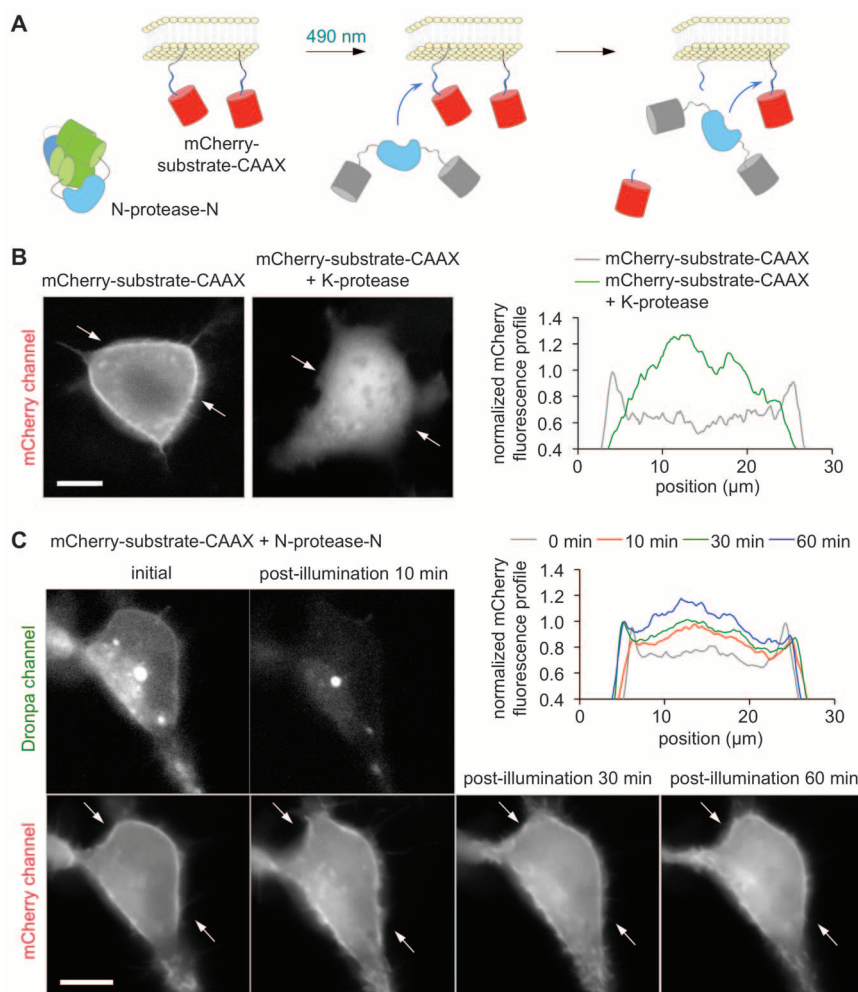 A
490 nm
mCherry-
substrate-CAAX
N-protease-N
B
mCherry-substrate-CAAX
mCherry-substrate-CAAX
+ K-protease
mCherry channel
mCherry-substrate-CAAX
mCherry-substrate-CAAX
+ K-protease
normalized mCherry
fluorescence profile
1.4
1.2
1.0
0.8
0.6
0.4
0
10
20
30
position (µm)
C
mCherry-substrate-CAAX + N-protease-N
initial
post-illumination 10 min
Dronpa channel
0 min
10 min
30 min
60 min
normalized mCherry
fluorescence profile
1.4
1.2
1.0
0.8
0.6
0.4
0
10
20
30
position (µm)
post-illumination 30 min
post-illumination 60 min
mCherry channel